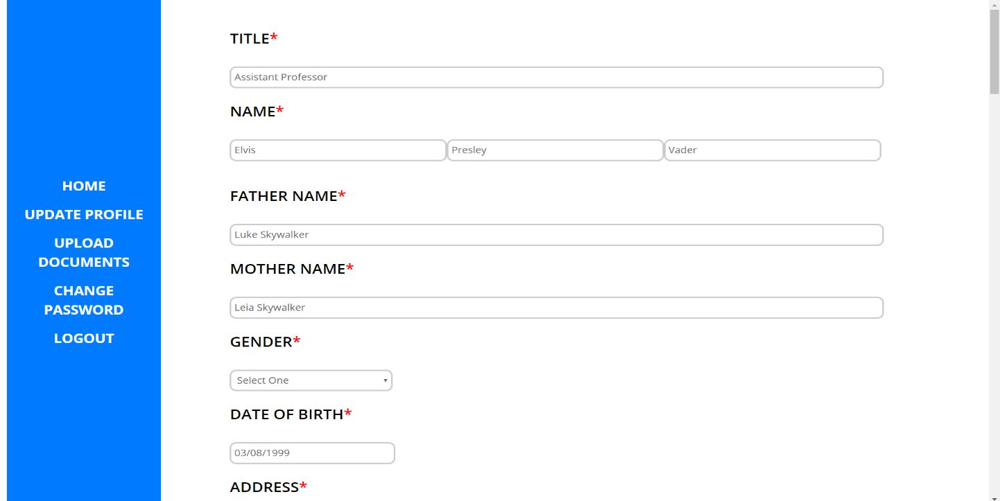 HOME
UPDATE PROFILE
UPLOAD
DOCUMENTS
CHANGE
PASSWORD
LOGOUT
TITLE*
Assistant Professor
NAME*
Elvis Presley Vader
FATHER NAME*
Luke Skywalker
MOTHER NAME*
Leia Skywalker
GENDER*
Select One
DATE OF BIRTH*
03/08/1999
ADDRESS*